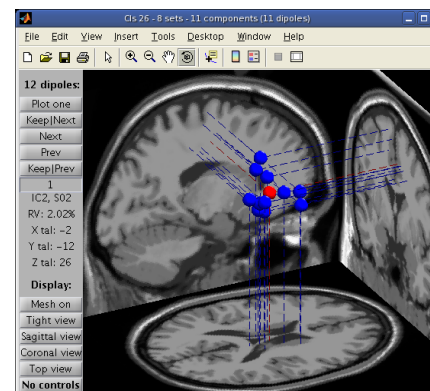 Cls 26 - 8 sets - 11 components (11 dipoles)
File Edit View Insert Tools Desktop Window Help
12 dipoles:
Plot one
Keep|Next
Next
Prev
Keep|Prev
1
IC2, S02
RV: 2.02%
X tal: -2
Y tal: -12
Z tal: 26
Display:
Mesh on
Tight view
Sagittal view
Coronal view
Top view
No controls